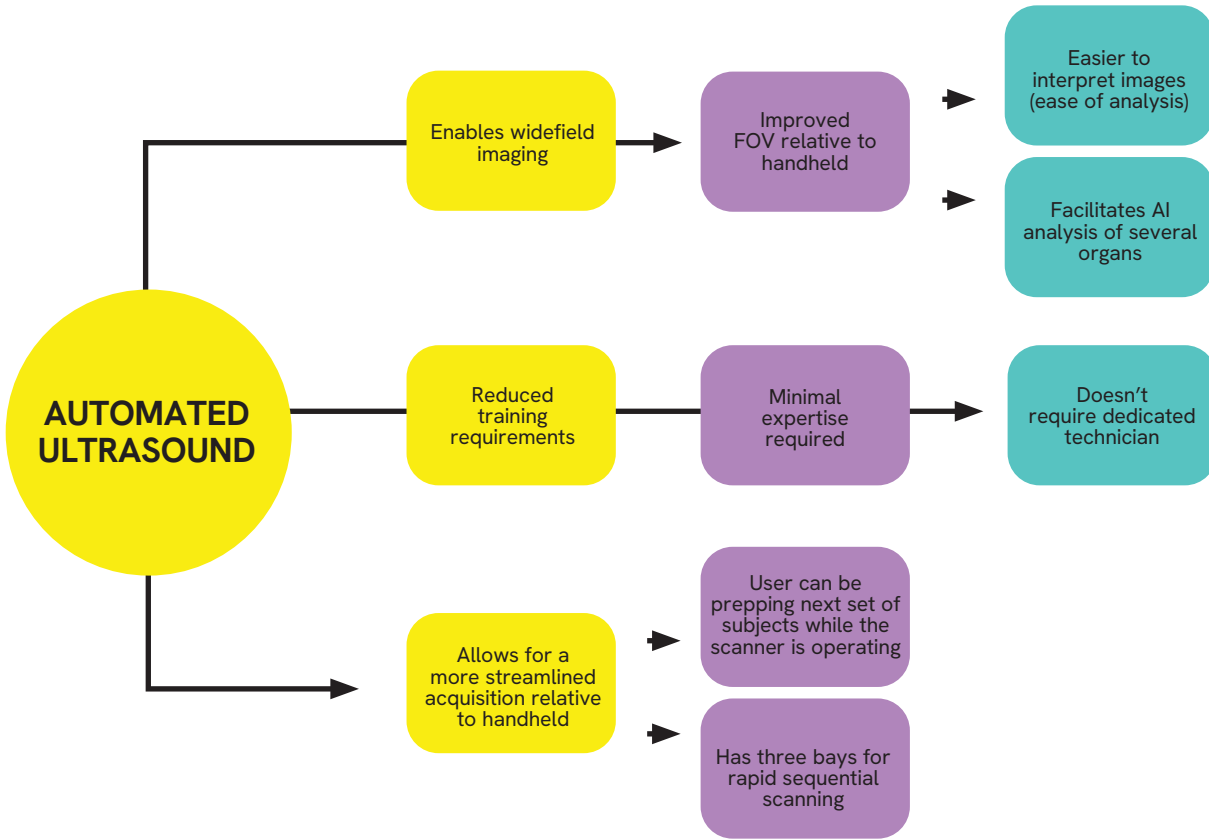 AUTOMATED
ULTRASOUND
Enables widefield
imaging
Improved
FOV relative to
handheld
Easier to
interpret images
(ease of analysis)
Facilitates AI
analysis of several
organs
Reduced
training
requirements
Minimal
expertise
required
Doesn’t
require dedicated
technician
Allows for a
more streamlined
acquisition relative
to handheld
User can be
prepping next set of
subjects while the
scanner is operating
Has three bays for
rapid sequential
scanning